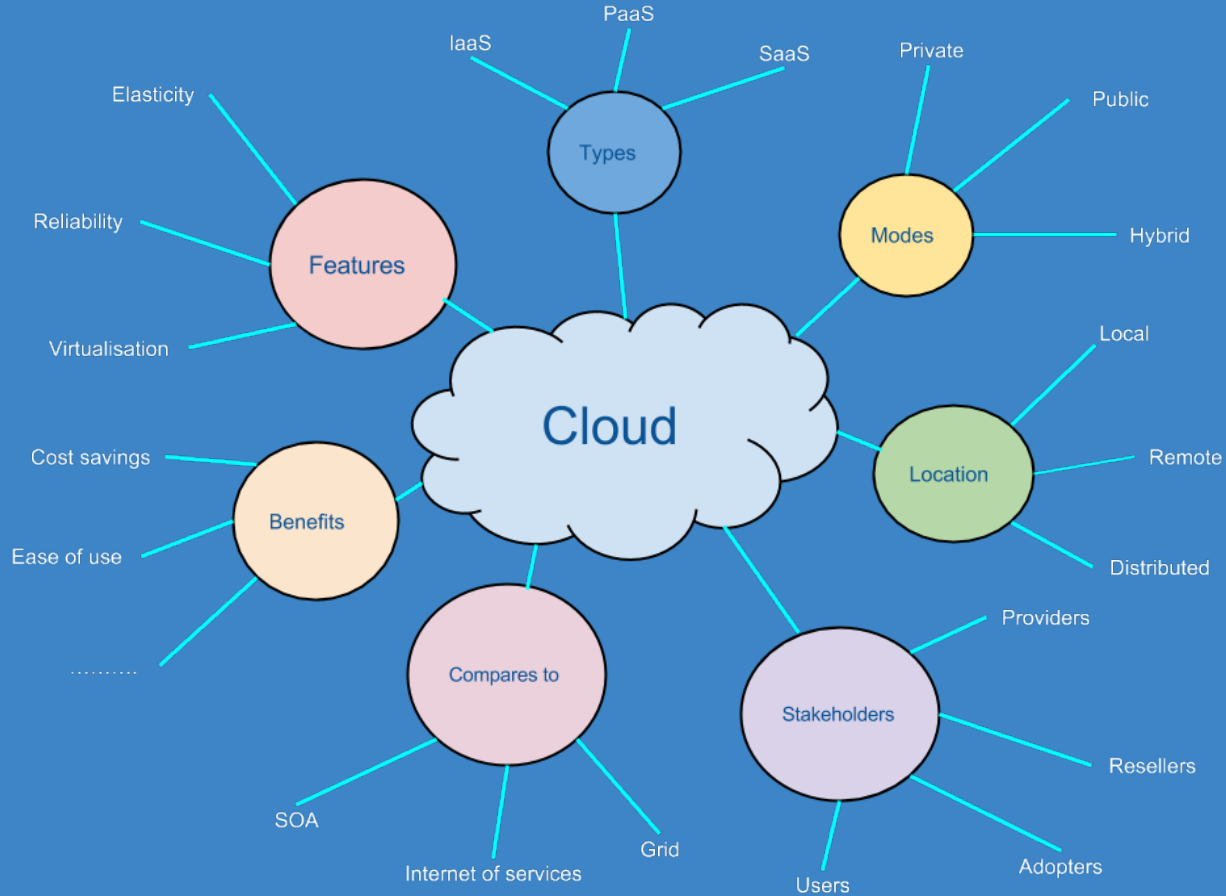 PaaS
IaaS
SaaS
Private
Public
Elasticity
Types
Reliability
Modes
Hybrid
Features
Virtualisation
Local
Cloud
Cost savings
Remote
Location
Benefits
Ease of use
Distributed
Providers
..........
Compares to
Stakeholders
Resellers
SOA
Grid
Internet of services
Adopters
Users